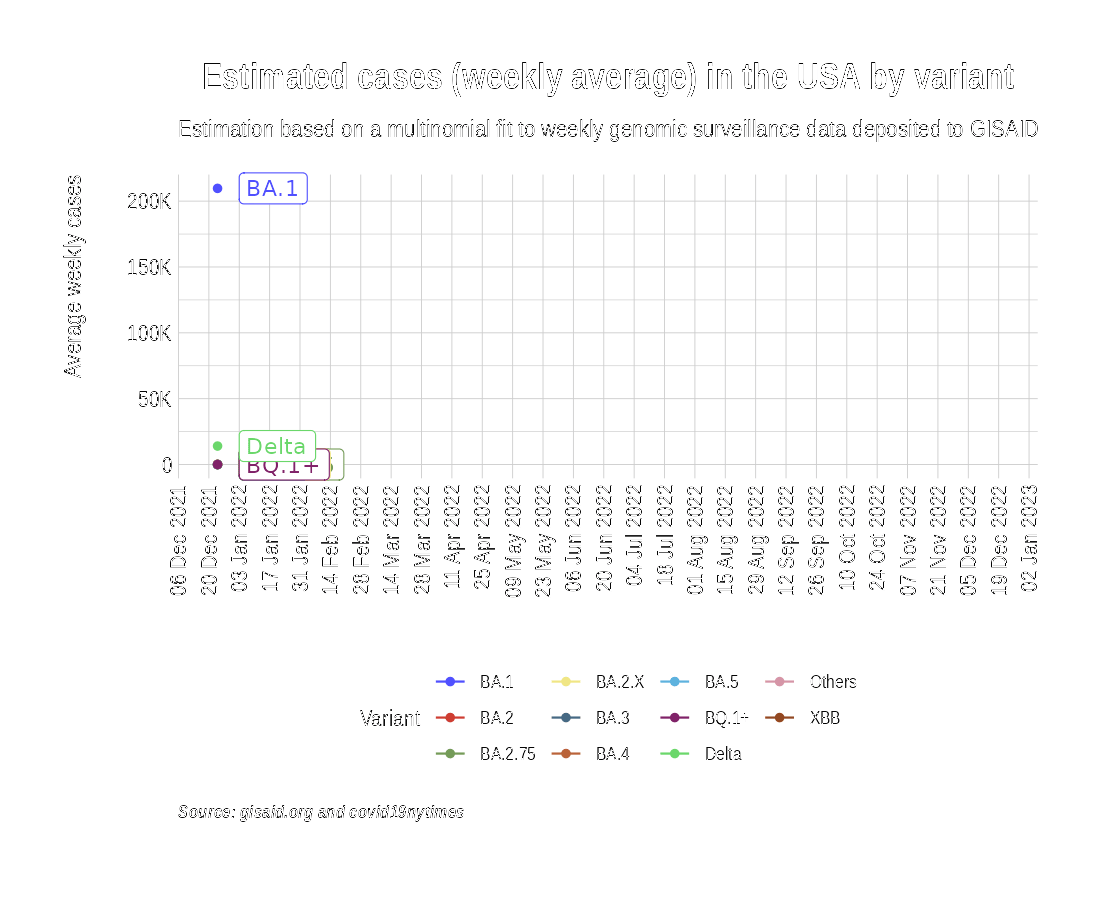 Estimated cases (weekly average) in the USA by variant
Estimation based on a multinomial fit to weekly genomic surveillance data deposited to GISAID
Average weekly cases
200K
150K
100K
50K
0
BA.1
Delta
BQ.1+
06 Dec 2021
20 Dec 2021
03 Jan 2022
17 Jan 2022
31 Jan 2022
14 Feb 2022
28 Feb 2022
14 Mar 2022
28 Mar 2022
11 Apr 2022
25 Apr 2022
09 May 2022
23 May 2022
06 Jun 2022
20 Jun 2022
04 Jul 2022
18 Jul 2022
01 Aug 2022
15 Aug 2022
29 Aug 2022
12 Sep 2022
26 Sep 2022
10 Oct 2022
24 Oct 2022
07 Nov 2022
21 Nov 2022
05 Dec 2022
19 Dec 2022
02 Jan 2023
Variant
BA.1
BA.2
BA.2.75
BA.2.X
BA.3
BA.4
BA.5
BQ.1+
Delta
Others
XBB
Source: gisaid.org and covid19nytimes